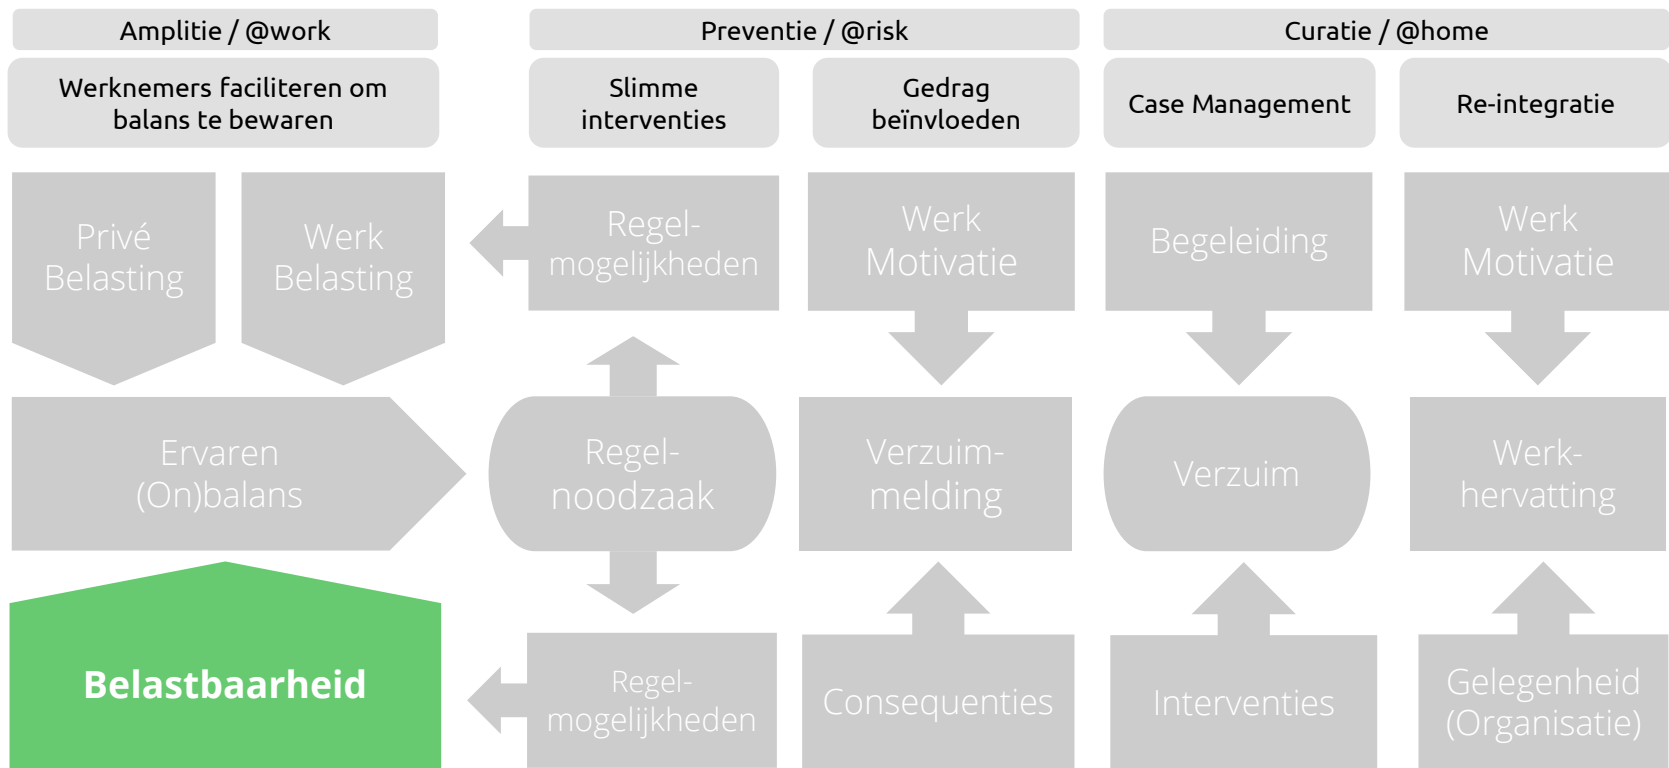 Amplitie / @work
Preventie / @risk
Curatie / @home
Werknemers faciliteren om
balans te bewaren
Slimme
interventies
Gedrag
beïnvloeden
Case Management
Re-integratie
Privé
Belasting
Werk
Belasting
Regel-
mogelijkheden
Werk
Motivatie
Begeleiding
Werk
Motivatie
Ervaren
(On)balans
Regel-
noodzaak
Verzuim-
melding
Verzuim
Werk-
hervatting
Belastbaarheid
Regel-
mogelijkheden
Consequenties
Interventies
Gelegenheid
(Organisatie)